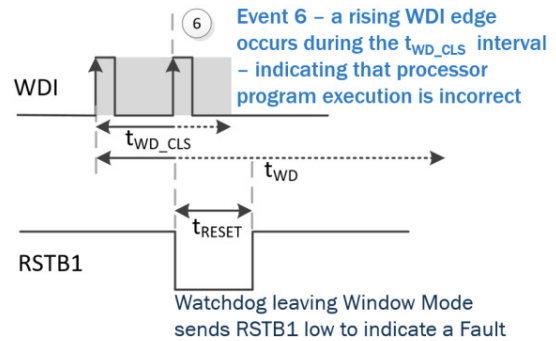 6
Event 6 – a rising WDI edge
occurs during the tWD_CLS interval
– indicating that processor
program execution is incorrect
WDI
tWD_CLS
tWD
tRESET
RSTB1
Watchdog leaving Window Mode
sends RSTB1 low to indicate a Fault